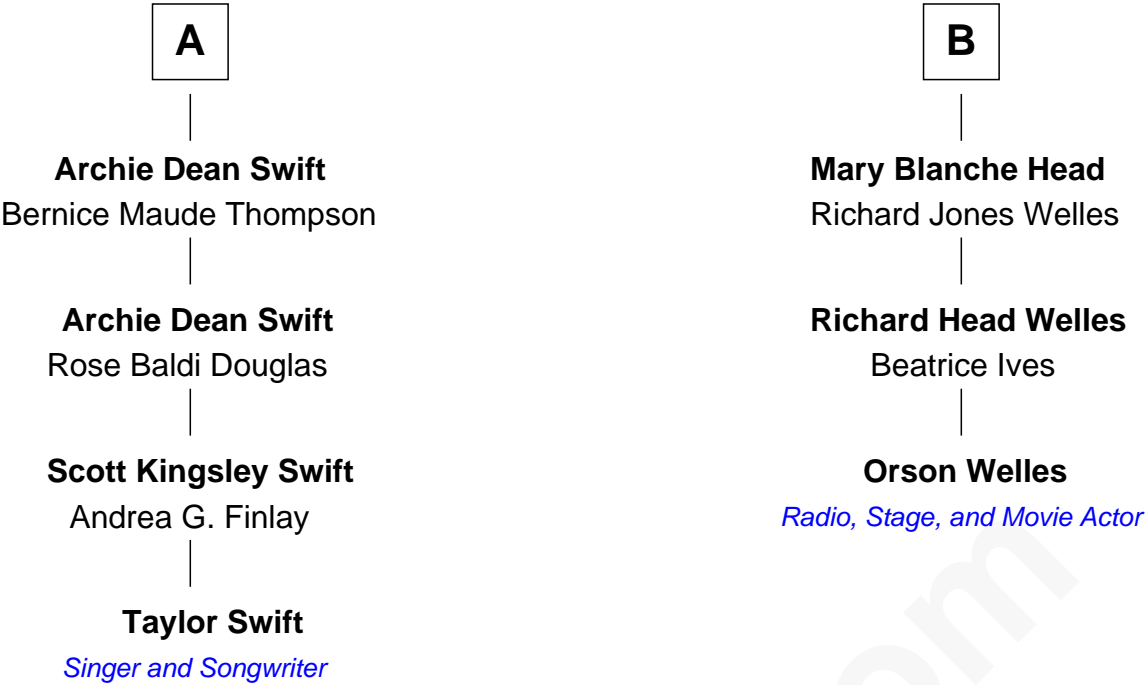 A
Archie Dean Swift
Bernice Maude Thompson
Archie Dean Swift
Rose Baldi Douglas
Scott Kingsley Swift
Andrea G. Finlay
Taylor Swift
Singer and Songwriter
B
Mary Blanche Head
Richard Jones Welles
Richard Head Welles
Beatrice Ives
Orson Welles
Radio, Stage, and Movie Actor
om